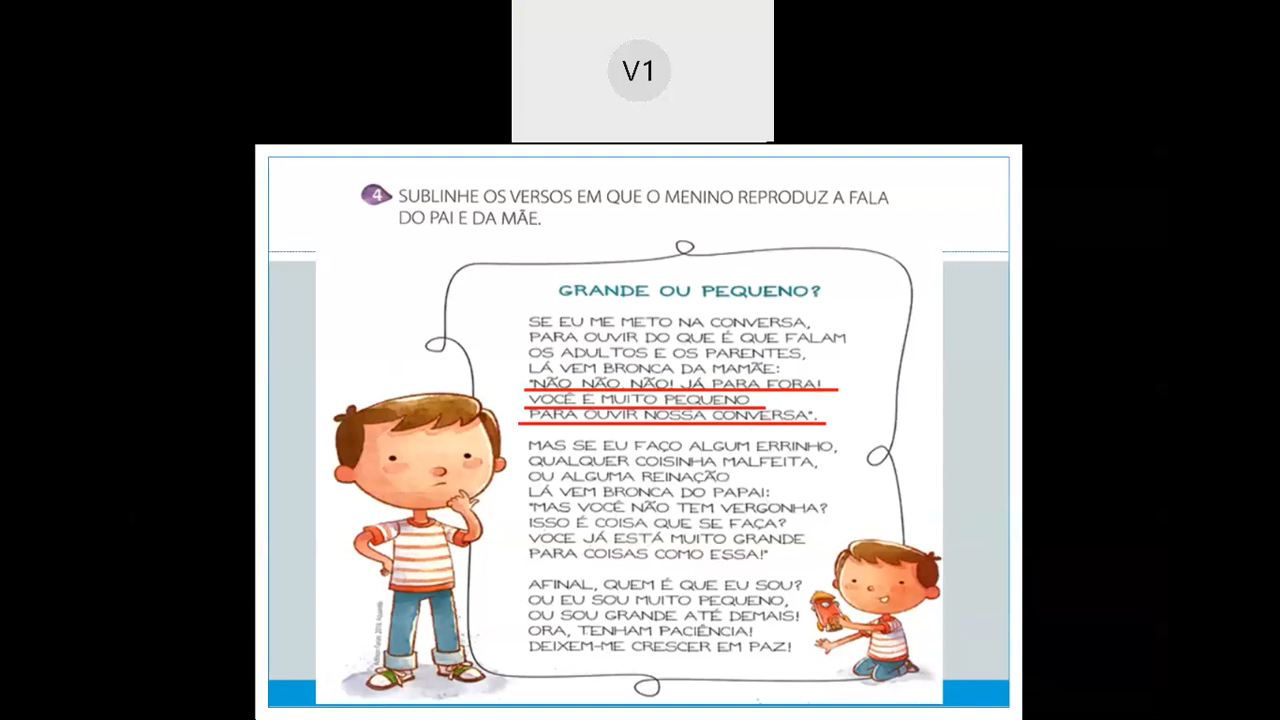 V1
4 SUBLINHE OS VERSOS EM QUE O MENINO REPRODUZ A FALA
DO PAI E DA MÃE.
GRANDE OU PEQUENO?
SE EU ME METO NA CONVERSA,
PARA OUVIR DO QUE É QUE FALAM
OS ADULTOS E OS PARENTES,
LÁ VEM BRONCA DA MAMÃE:
"NÃO, NÃO, NÃO! JÁ PARA FORA!
VOCÊ É MUITO PEQUENO
PARA OUVIR NOSSA CONVERSA".
MAS SE EU FAÇO ALGUM ERRINHO,
QUALQUER COISINHA MALFEITA,
OU ALGUMA REINAÇÃO
LÁ VEM BRONCA DO PAPAI:
"MAS VOCÊ NÃO TEM VERGONHA?
ISSO É COISA QUE SE FAÇA?
VOCE JÁ ESTÁ MUITO GRANDE
PARA COISAS COMO ESSA!"
AFINAL, QUEM É QUE EU SOU?
OU EU SOU MUITO PEQUENO,
OU SOU GRANDE ATÉ DEMAIS!
ORA, TENHAM PACIÊNCIA!
DEIXEM-ME CRESCER EM PAZ!